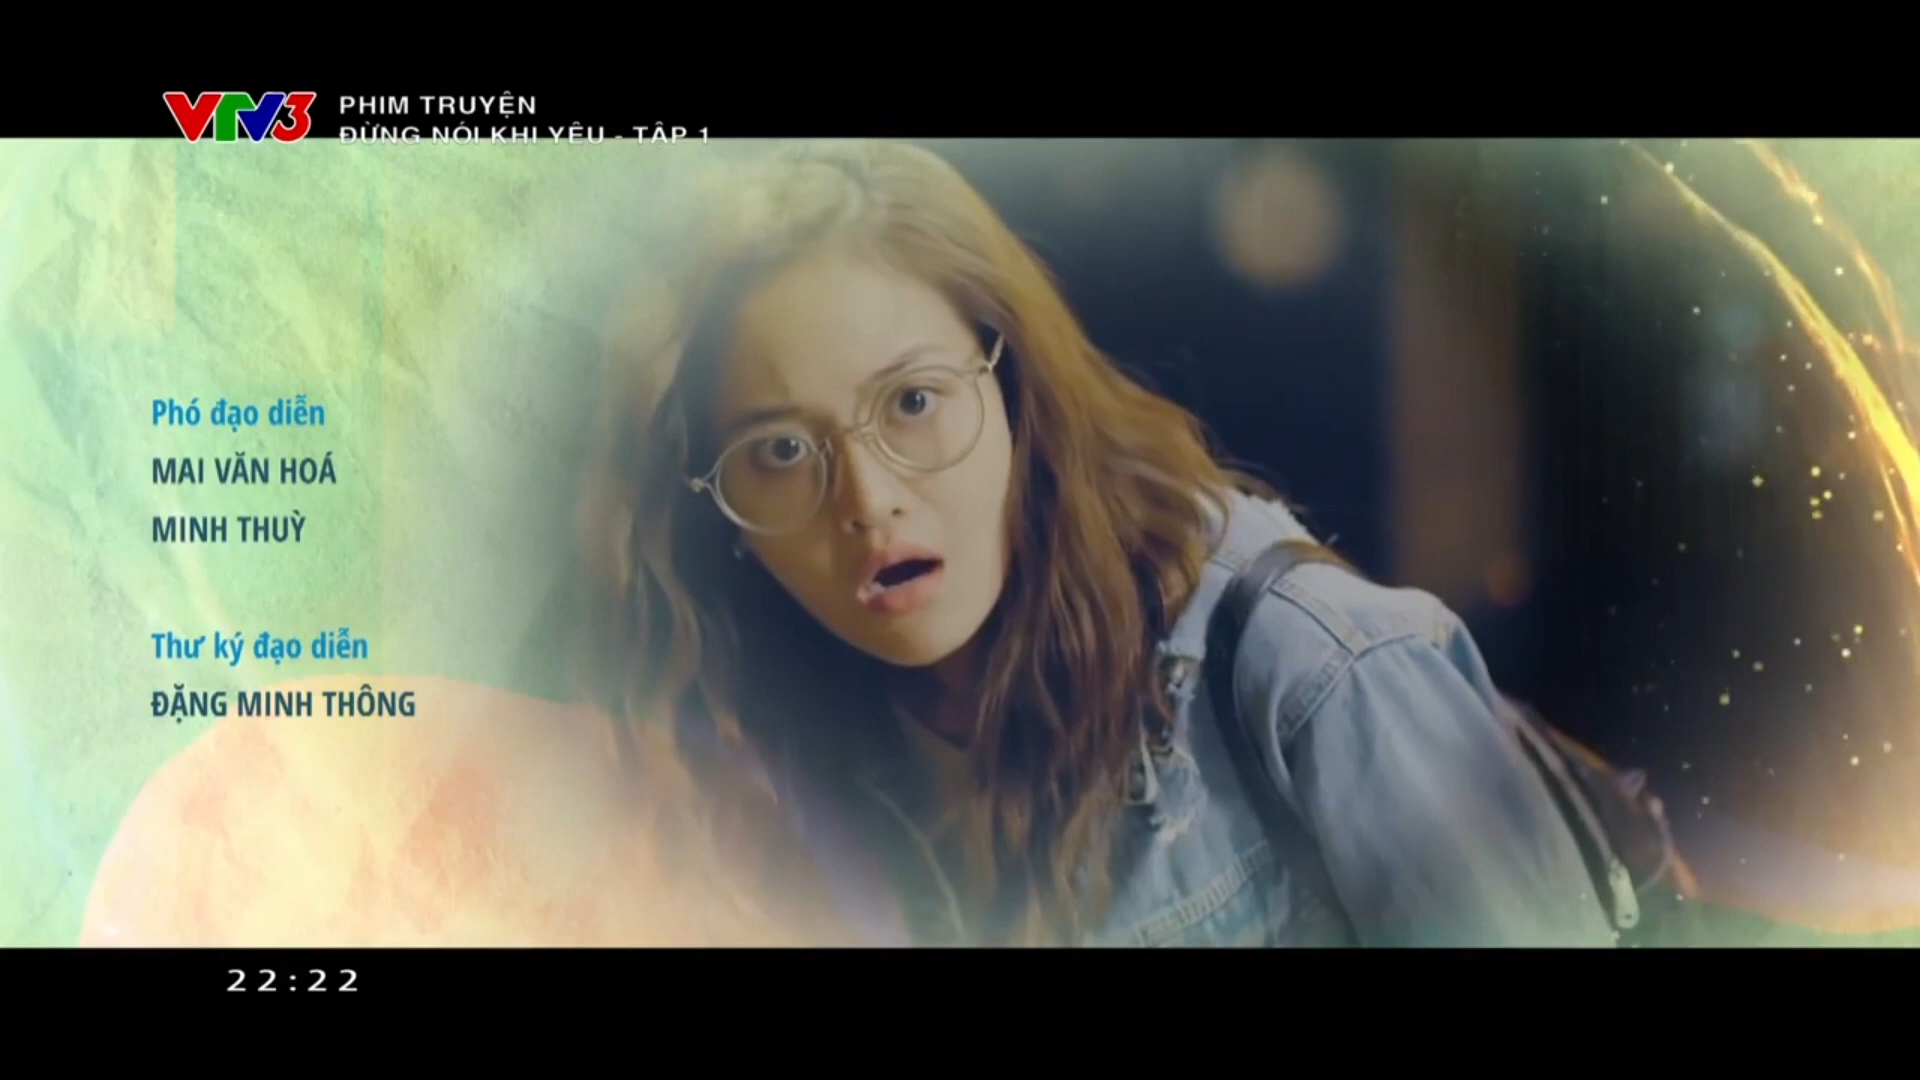 VTV3
PHIM TRUYỆN
ĐỪNG NÓI KHI YÊU - TẬP 1
Phó đạo diễn
MAI VĂN HOÁ
MINH THUỲ
Thư ký đạo diễn
ĐẶNG MINH THÔNG
22:22